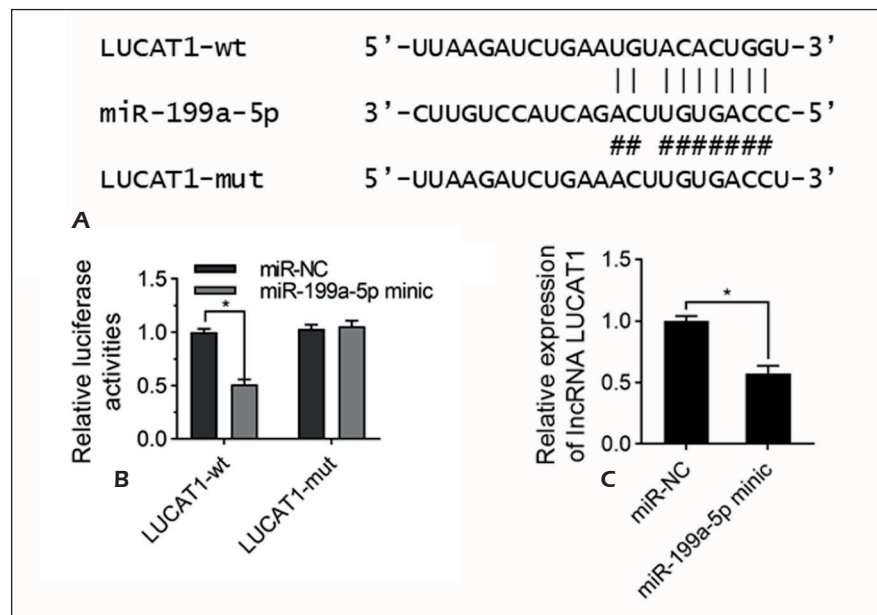 LUCAT1-wt 5'-UUAAGAUCUGAAUGUACACUGGU-3'
|| |||||||
miR-199a-5p 3'-CUUGUCCAUCAGACUUGUGACCC-5'
## #######
LUCAT1-mut 5'-UUAAGAUCUGAAACUUGUGACCU-3'
A
miR-NC
miR-199a-5p minic
Relative luciferase
activities
1.5
1.0
0.5
0.0
*
LUCAT1-wt
LUCAT1-mut
B
Relative expression
of lncRNA LUCAT1
1.5
1.0
0.5
0.0
*
miR-NC
miR-199a-5p minic
C